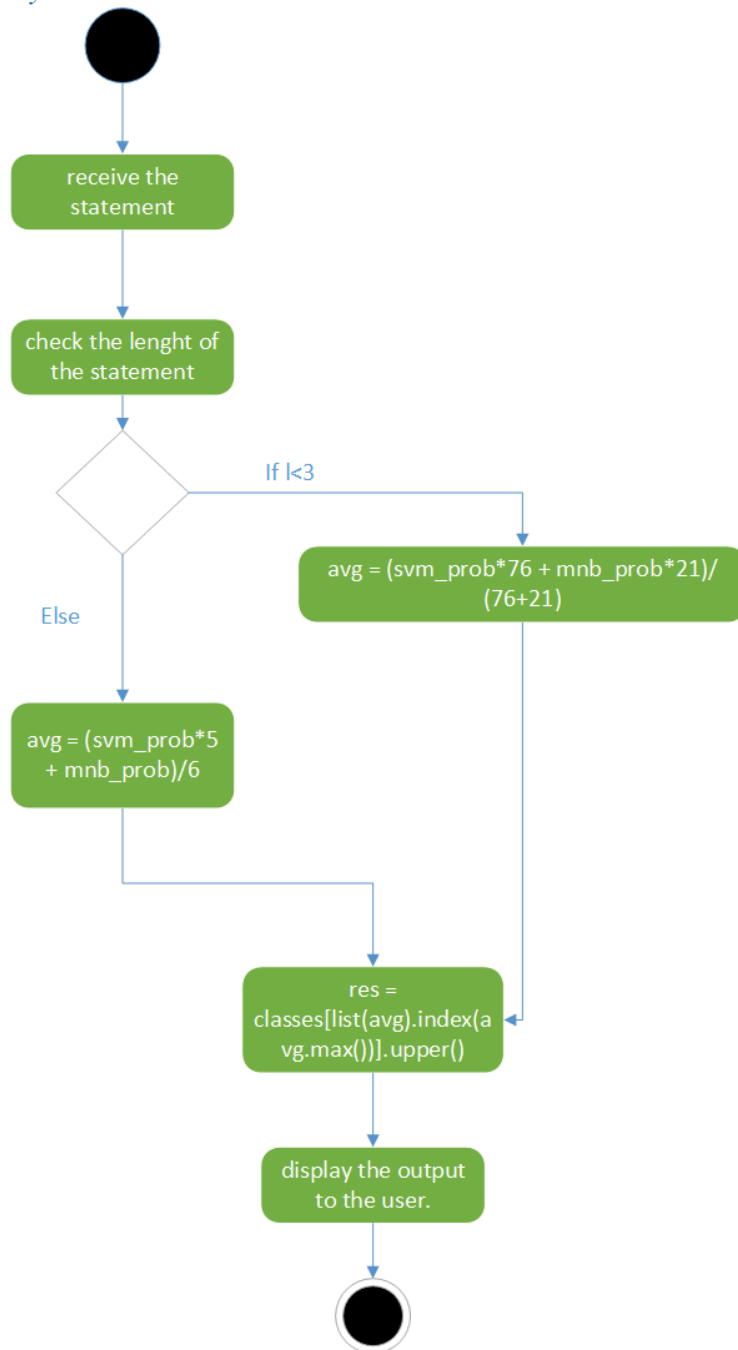 receive the
statement
check the lenght of
the statement
If l<3
avg = (svm_prob*76 + mnb_prob*21)/
(76+21)
Else
avg = (svm_prob*5
+ mnb_prob)/6
res =
classes[list(avg).index(a
vg.max())].upper()
display the output
to the user.